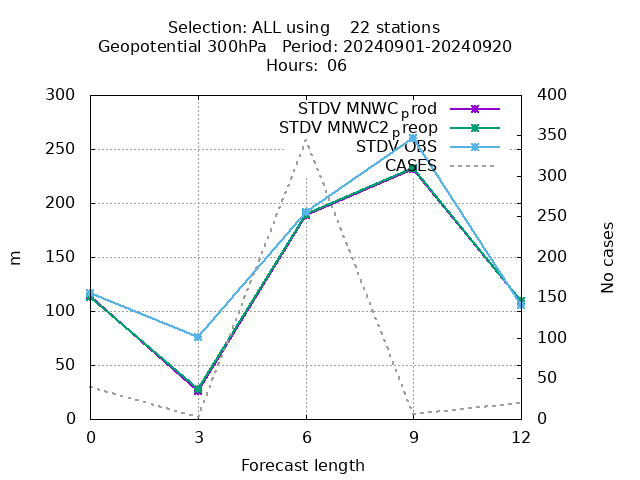 Selection: ALL using 22 stations
Geopotential 300hPa Period: 20240901-20240920
Hours: 06
300
250
200
150
100
50
0
m
STDV MNWC_prod
STDV MNWC2_preop
STDV OBS
CASES
400
350
300
250
200
150
100
50
0
No cases
0 3 6 9 12
Forecast length